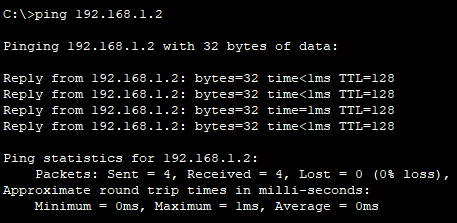 C:\>ping 192.168.1.2
Pinging 192.168.1.2 with 32 bytes of data:
Reply from 192.168.1.2: bytes=32 time<1ms TTL=128
Reply from 192.168.1.2: bytes=32 time<1ms TTL=128
Reply from 192.168.1.2: bytes=32 time=1ms TTL=128
Reply from 192.168.1.2: bytes=32 time<1ms TTL=128
Ping statistics for 192.168.1.2:
    Packets: Sent = 4, Received = 4, Lost = 0 (0% loss),
Approximate round trip times in milli-seconds:
    Minimum = 0ms, Maximum = 1ms, Average = 0ms